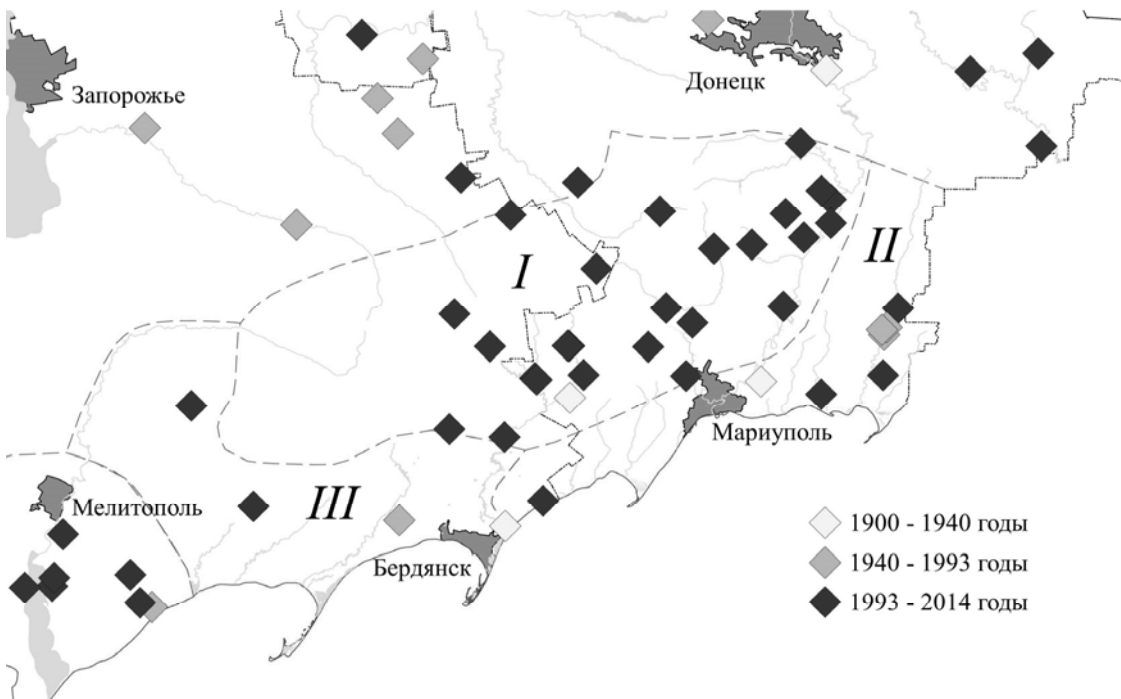 Запорожье
Донецк
I
II
Мариуполь
III
Мелитополь
Бердянск
1900 - 1940 годы
1940 - 1993 годы
1993 - 2014 годы